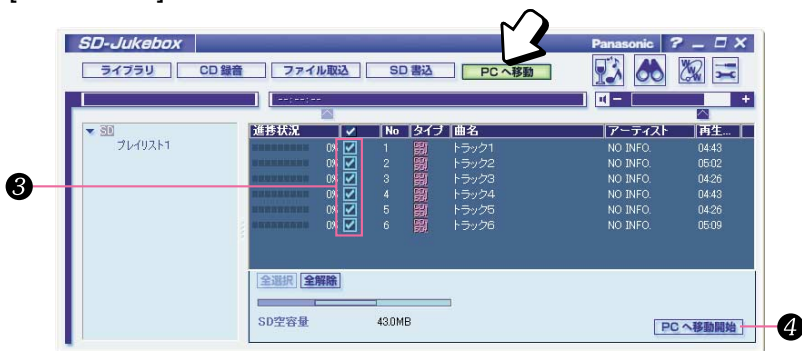 SD-Jukebox Panasonic ? – □ ×
ライブラリ CD 録音 ファイル取込 SD 書込 PC へ移動
--:--:-- − +
▼ SD
プレイリスト1
進捗状況 ✓ No タイプ 曲名 アーティスト 再生...
0% 1 トラック1 NO INFO. 04:43
0% 2 トラック2 NO INFO. 05:02
0% 3 トラック3 NO INFO. 04:26
0% 4 トラック4 NO INFO. 04:43
0% 5 トラック5 NO INFO. 04:26
0% 6 トラック6 NO INFO. 05:09
❸
全選択 全解除
SD空容量 43.0MB
PC へ移動開始 ❹